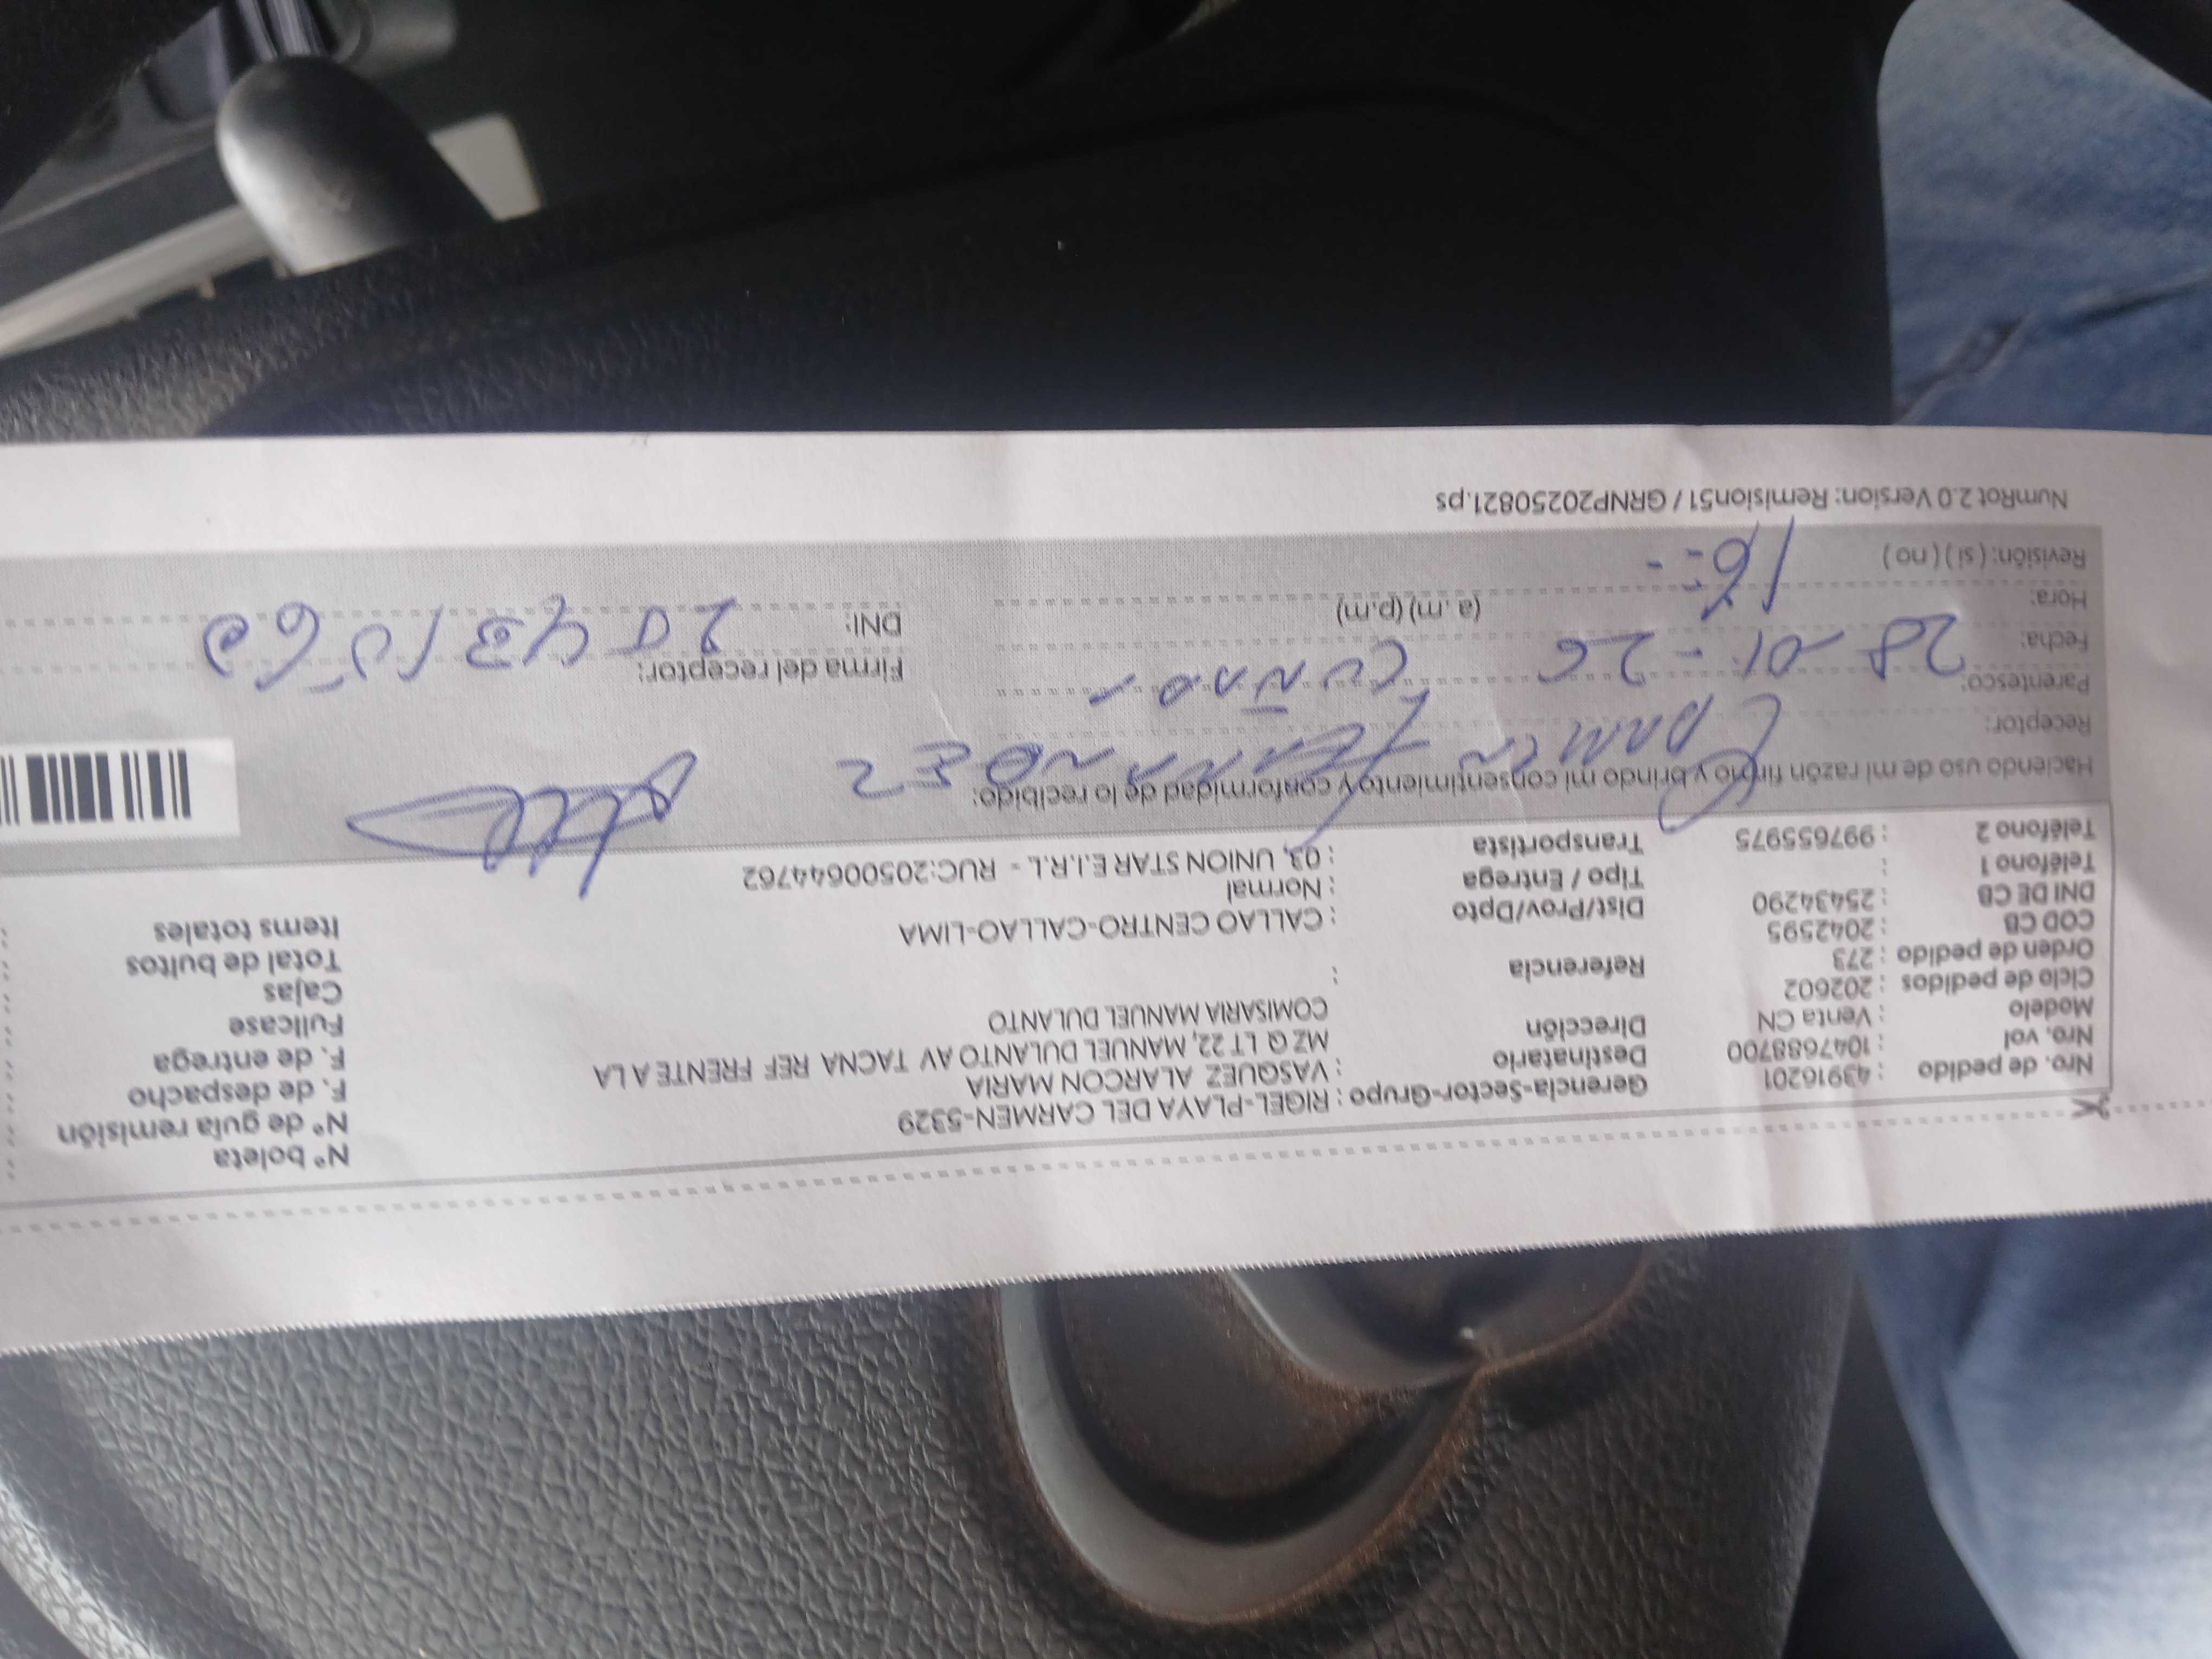 Nro. de pedido : 43916201 Gerencia-Sector-Grupo : RIGEL-PLAYA DEL CARMEN-5329 N° boleta :
Nro. vol : 1047688700 Destinatario : VASQUEZ ALARCON MARIA N° de guía remisión :
Modelo : Venta CN Dirección MZ Q LT 22, MANUEL DULANTO AV TACNA REF FRENTE A LA F. de despacho :
Ciclo de pedidos : 202602 COMISARIA MANUEL DULANTO F. de entrega :
Orden de pedido : 273 Referencia : Fullcase :
COD CB : 2042595 Cajas :
DNI DE CB : 25434290 Dist/Prov/Dpto : CALLAO CENTRO-CALLAO-LIMA Total de bultos :
Teléfono 1 : Tipo / Entrega : Normal Items totales :
Teléfono 2 : 997655975 Transportista : 03, UNION STAR E.I.R.L - RUC:20500644762
Haciendo uso de mi razón firmo y brindo mi consentimiento y conformidad de lo recibido:
Receptor:
Parentesco: CUÑADA Firma del receptor:
Fecha: 28-01-26 DNI:
Hora: 16:-- (a.m) (p.m)
Revisión: ( si ) ( no )
NumRot 2.0 Version: Remision51 / GRNP20250821.ps